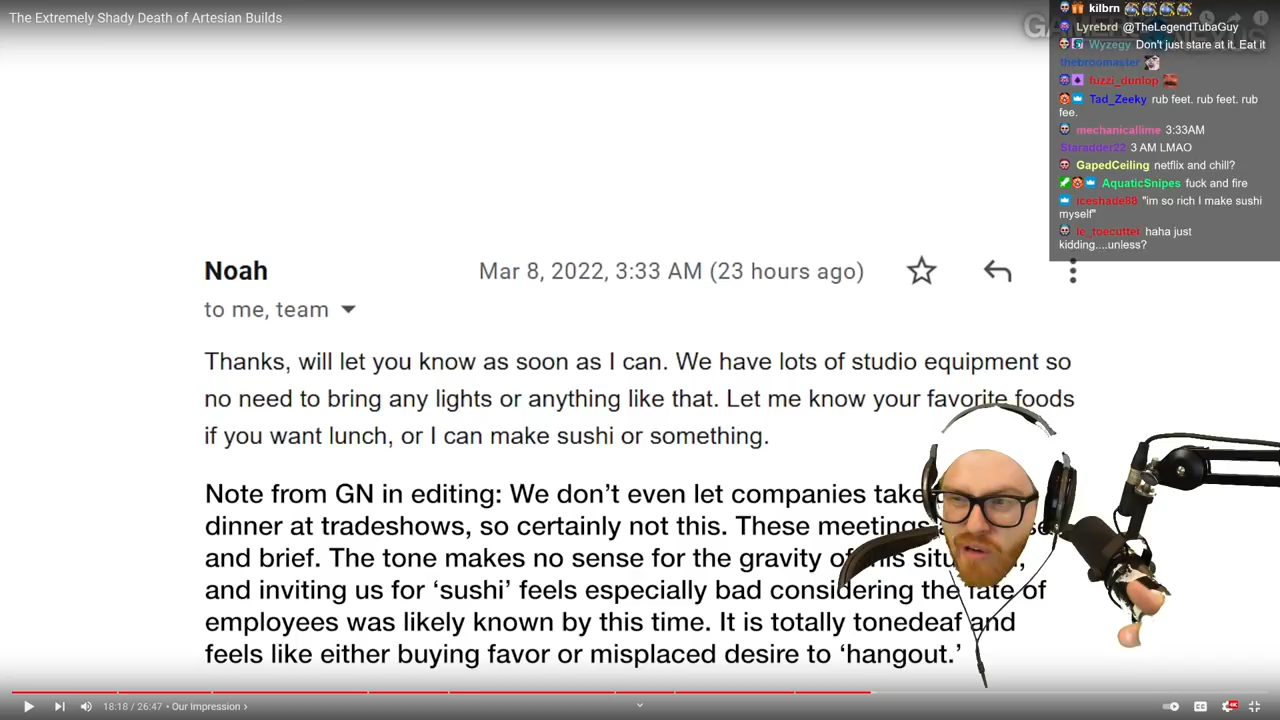 The Extremely Shady Death of Artesian Builds
kilbrn
Lyrebrd @TheLegendTubaGuy
Wyzegy Don't just stare at it. Eat it
thebroomaster
fuzzi_dunlop
Tad_Zeeky rub feet. rub feet. rub
fee.
mechanicallime 3:33AM
Staradder22 3 AM LMAO
GapedCeiling netflix and chill?
AquaticSnipes fuck and fire
iceshade88 "im so rich I make sushi
myself"
le_toecutter haha just
kidding....unless?
Noah Mar 8, 2022, 3:33 AM (23 hours ago)
to me, team
Thanks, will let you know as soon as I can. We have lots of studio equipment so
no need to bring any lights or anything like that. Let me know your favorite foods
if you want lunch, or I can make sushi or something.
Note from GN in editing: We don't even let companies take
dinner at tradeshows, so certainly not this. These meetings
and brief. The tone makes no sense for the gravity of
and inviting us for 'sushi' feels especially bad considering the fate of
employees was likely known by this time. It is totally tonedeaf and
feels like either buying favor or misplaced desire to 'hangout.'
18:18 / 26:47 • Our Impression ›